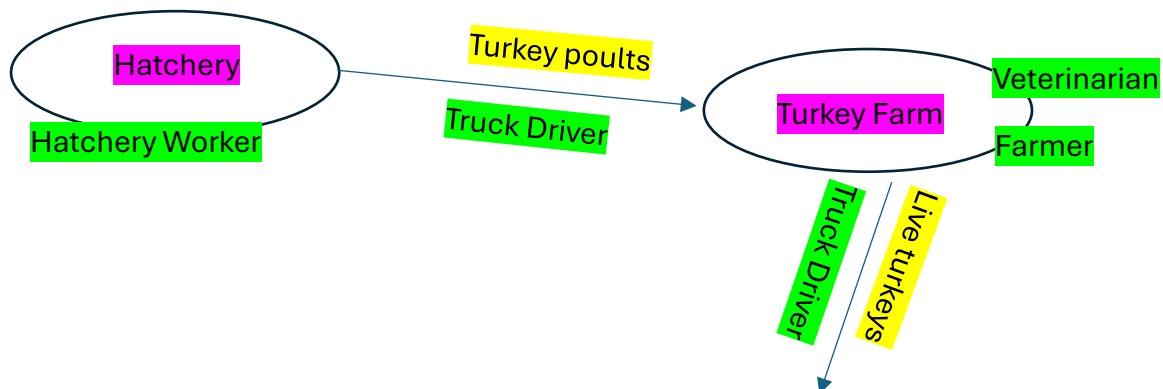 Hatchery
Hatchery Worker
Turkey poults
Truck Driver
Turkey Farm
Veterinarian
Farmer
Truck Driver
Live turkeys